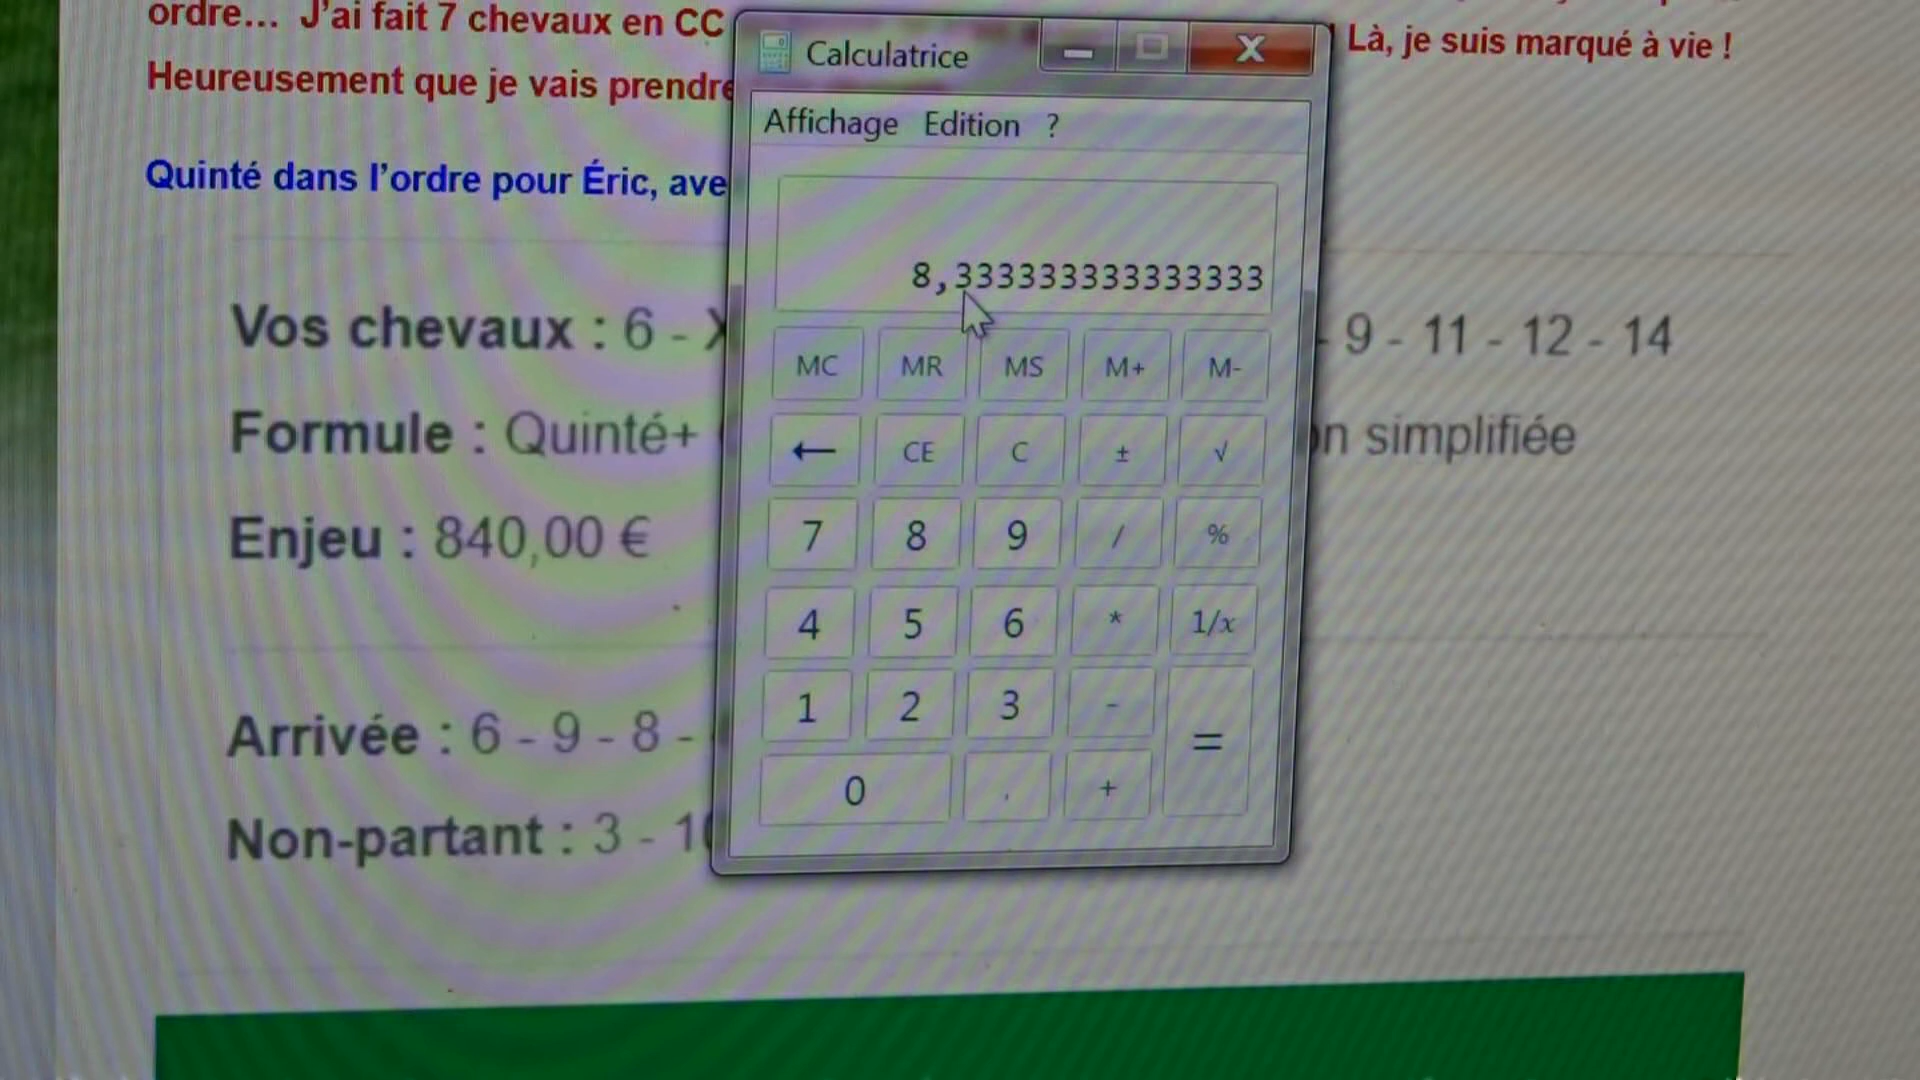 ordre... J'ai fait 7 chevaux en CC
Là, je suis marqué à vie !
Heureusement que je vais prendre
Quinté dans l'ordre pour Éric,
Vos chevaux : 6 - X
- 9 - 11 - 12 - 14
Formule : Quinté+
simplifiée
Enjeu : 840,00 €
Arrivée : 6 - 9 - 8 -
Non-partant : 3 -
Calculatrice
Affichage Edition ?
8,333333333333333
MC MR MS M+ M-
← CE C ± √
7 8 9 / %
4 5 6 * 1/x
1 2 3 - =
0 . +